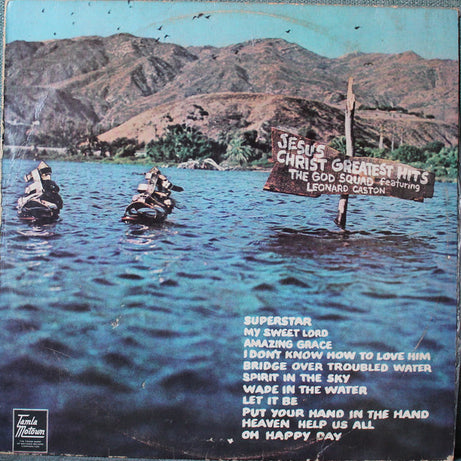 JESUS
CHRIST GREATEST HITS
THE GOD SQUAD Featuring
LEONARD CASTON
SUPERSTAR
MY SWEET LORD
AMAZING GRACE
I DON'T KNOW HOW TO LOVE HIM
BRIDGE OVER TROUBLED WATER
SPIRIT IN THE SKY
WADE IN THE WATER
LET IT BE
PUT YOUR HAND IN THE HAND
HEAVEN HELP US ALL
OH HAPPY DAY
Tamla
Motown